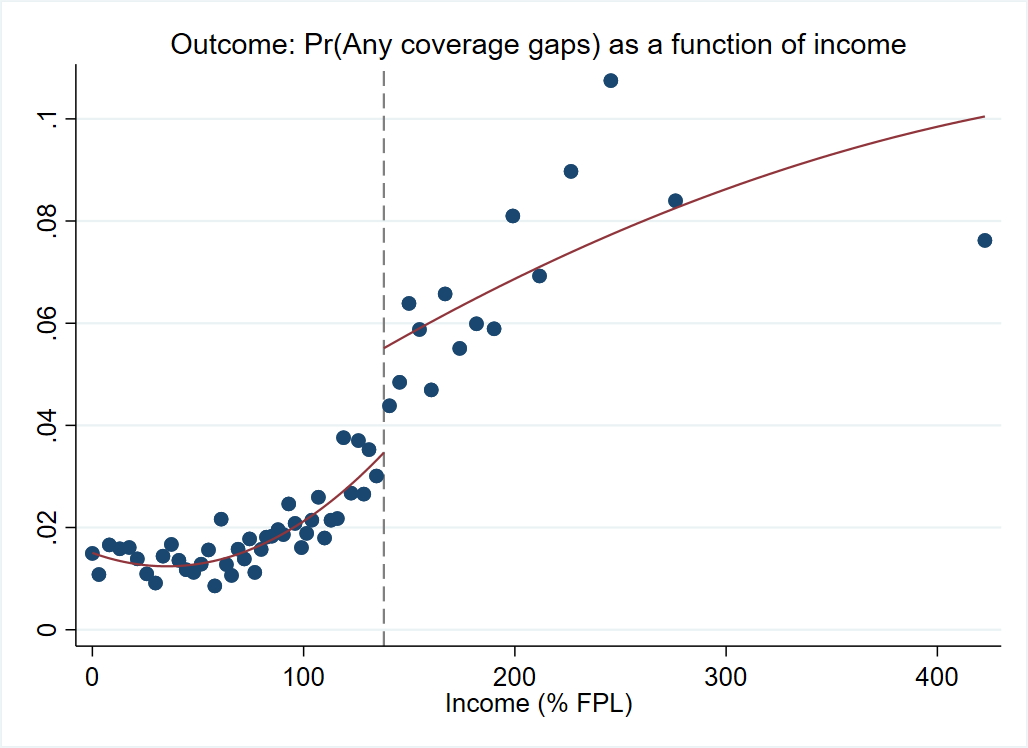 Outcome: Pr(Any coverage gaps) as a function of income
.1
.08
.06
.04
.02
0
0 100 200 300 400
Income (% FPL)